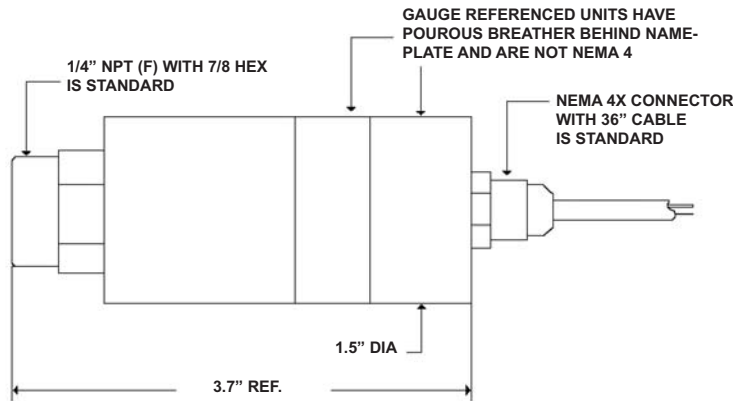 GAUGE REFERENCED UNITS HAVE
POUROUS BREATHER BEHIND NAME-
PLATE AND ARE NOT NEMA 4
1/4” NPT (F) WITH 7/8 HEX
IS STANDARD
NEMA 4X CONNECTOR
WITH 36” CABLE
IS STANDARD
1.5” DIA
3.7” REF.